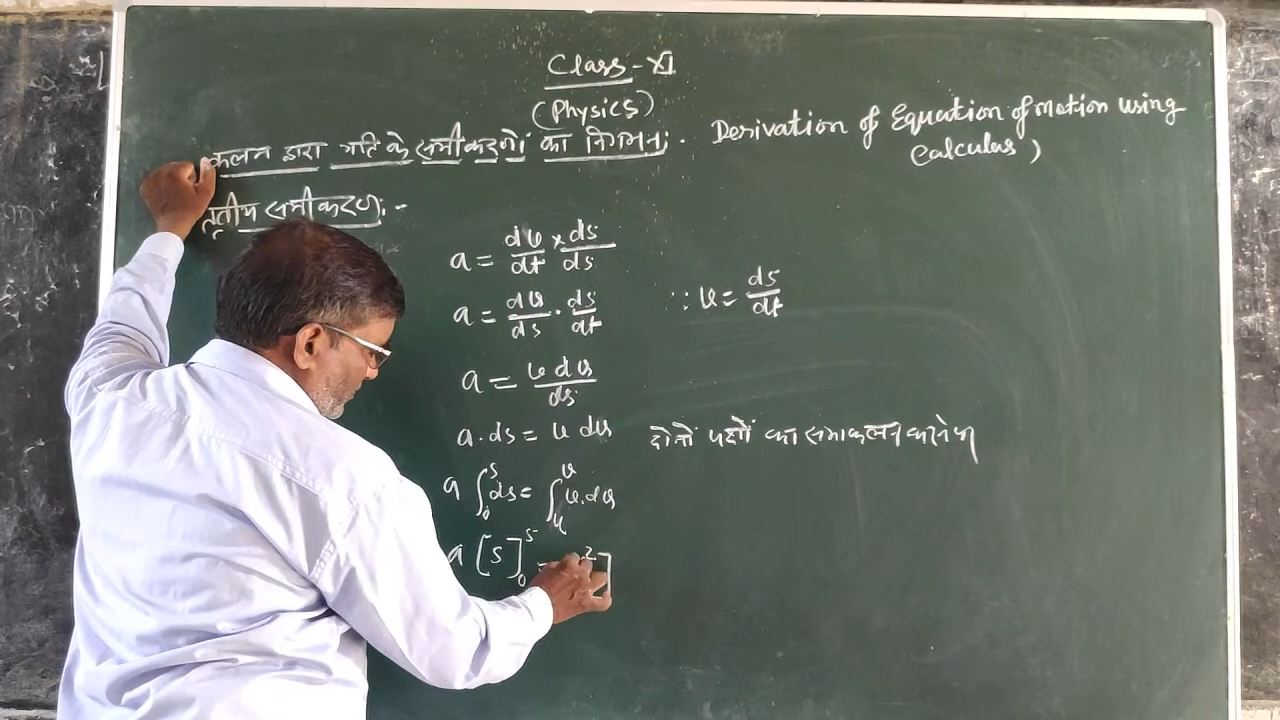 Class-XI
(Physics)
कलन द्वारा गति के समीकरणों का निगमन:- Derivation of Equation of motion using
Calculas)
तृतीय समीकरण:-
a = dv/dt × ds/ds
a = dv/ds · ds/dt ∵ v = ds/dt
a = v dv/ds
a·ds = v dv दोनों पक्षों का समाकलन करने पर
a ∫₀ˢ ds = ∫ᵤᵛ v.dv
a [s]₀ˢ =